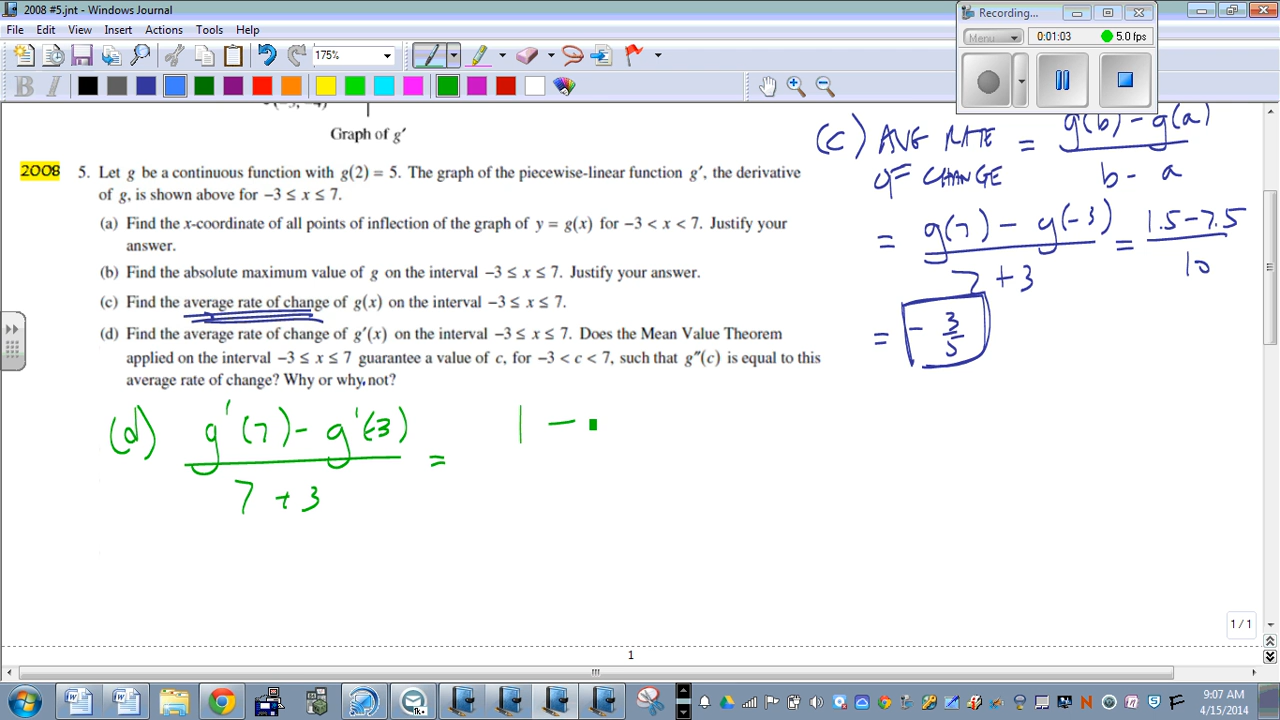 2008 #5.jnt - Windows Journal
Recording...
File Edit View Insert Actions Tools Help
Menu 0:01:03 5.0 fps
175%
B I
Graph of g′
2008 5. Let g be a continuous function with g(2) = 5. The graph of the piecewise-linear function g′, the derivative
of g, is shown above for −3 ≤ x ≤ 7.
(a) Find the x-coordinate of all points of inflection of the graph of y = g(x) for −3 < x < 7. Justify your
answer.
(b) Find the absolute maximum value of g on the interval −3 ≤ x ≤ 7. Justify your answer.
(c) Find the average rate of change of g(x) on the interval −3 ≤ x ≤ 7.
(d) Find the average rate of change of g′(x) on the interval −3 ≤ x ≤ 7. Does the Mean Value Theorem
applied on the interval −3 ≤ x ≤ 7 guarantee a value of c, for −3 < c < 7, such that g″(c) is equal to this
average rate of change? Why or why not?
(c) AVG RATE = g(b) - g(a)
OF CHANGE b - a
= g(7) - g(-3) = 1.5 - 7.5
7 + 3 10
= - 3
5
(d) g'(7) - g'(-3) = 1 -
7 + 3
1 / 1
1
9:07 AM
4/15/2014